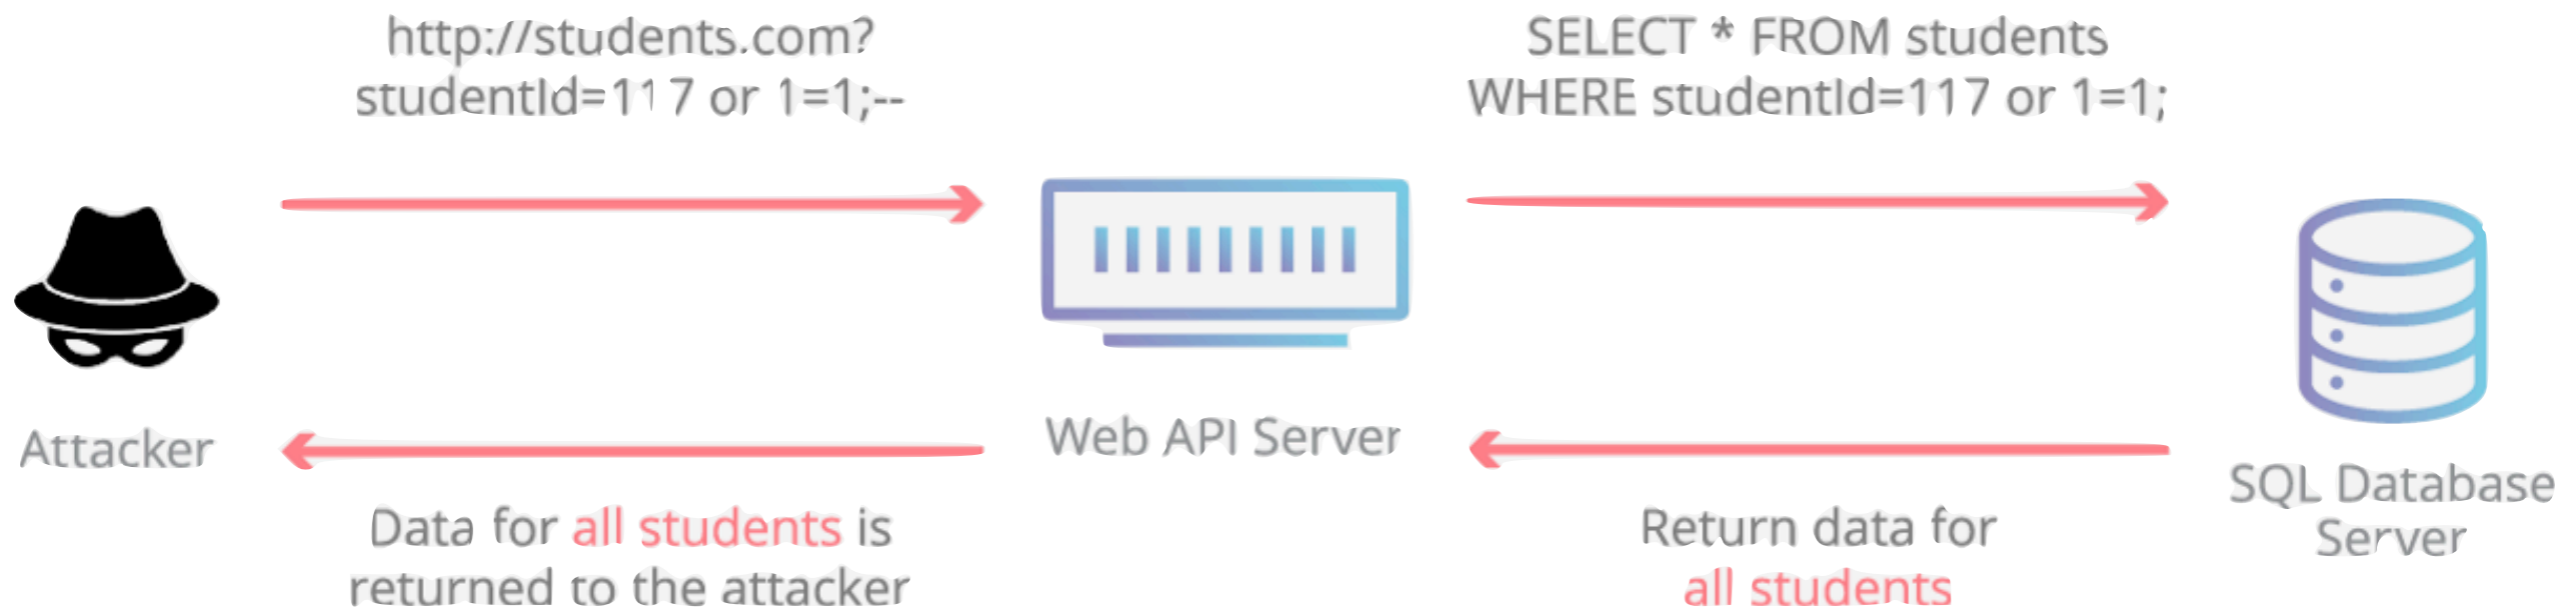 http://students.com?
studentId=117 or 1=1;--
SELECT * FROM students
WHERE studentId=117 or 1=1;
Attacker
Web API Server
SQL Database
Server
Data for all students is
returned to the attacker
Return data for
all students